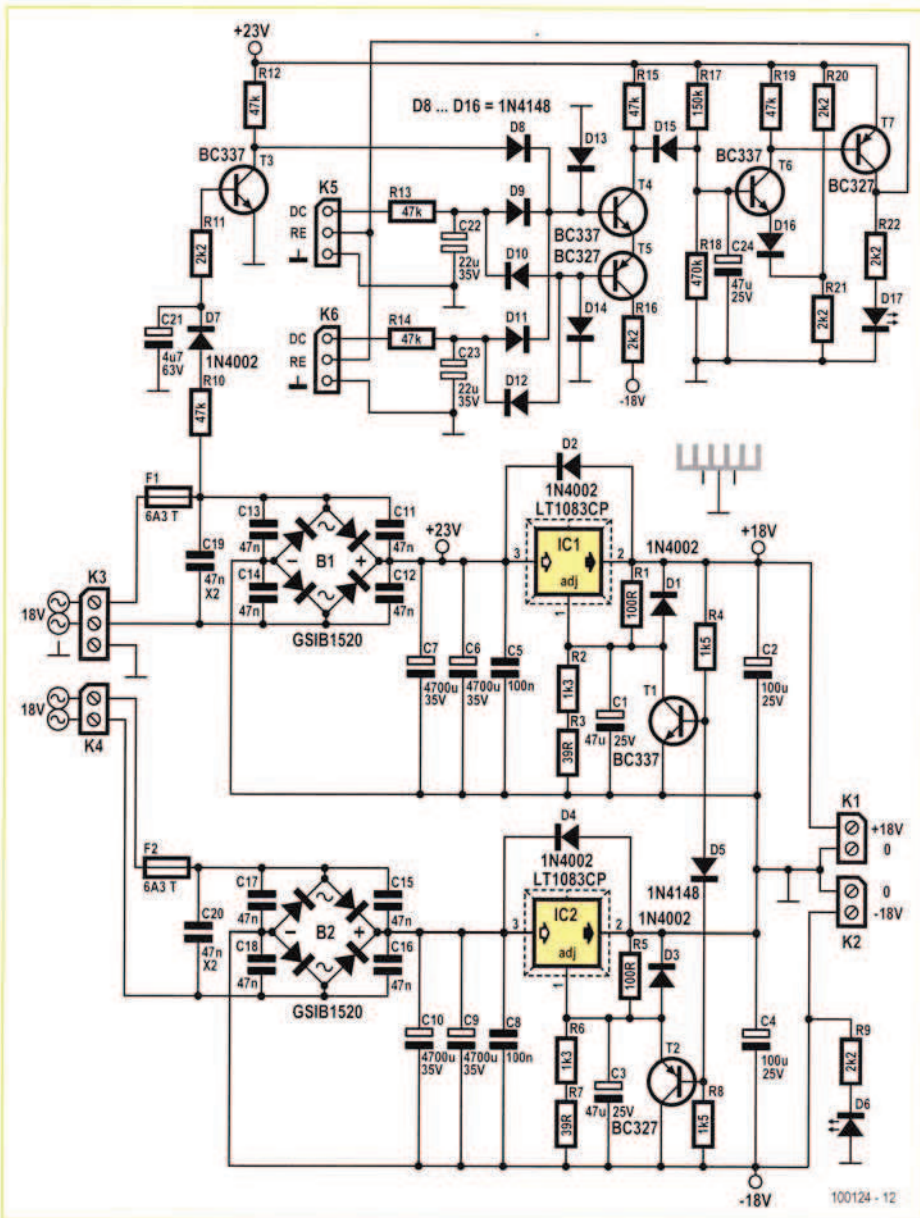 +23V
R12
47k
D8 ... D16 = 1N4148
R15
47k
R17
150k
R19
47k
R20
2k2
T7
BC327
D8
D13
D15
BC337
T3
BC337
T6
K5
DC
RE
R13
47k
D9
T4
R11
2k2
C22
22u
35V
D10
BC337
BC327
T5
R18
470k
C24
47u
25V
D16
R22
2k2
C21
4u7
63V
D7
1N4002
K6
DC
RE
R14
47k
D11
D14
R16
2k2
R21
2k2
D17
C23
22u
35V
D12
-18V
R10
47k
F1
6A3 T
D2
1N4002
LT1083CP
C13
47n
C11
47n
+23V
+18V
C19
47n
X2
B1
3
IC1
adj
2
1N4002
K3
18V
C14
47n
C12
47n
GSIB1520
1
R1
100R
D1
R4
1k5
C7
4700u
35V
C6
4700u
35V
C5
100n
R2
1k3
C2
100u
25V
18V
K4
R3
39R
C1
47u
25V
T1
BC337
K1
+18V
0
D4
1N4002
LT1083CP
D5
1N4148
F2
6A3 T
C17
47n
C15
47n
0
-18V
K2
C20
47n
X2
B2
3
IC2
adj
2
1N4002
C18
47n
C16
47n
GSIB1520
1
R5
100R
D3
C10
4700u
35V
C9
4700u
35V
C8
100n
R6
1k3
T2
C4
100u
25V
R9
2k2
R7
39R
C3
47u
25V
BC327
R8
1k5
D6
-18V
100124 - 12